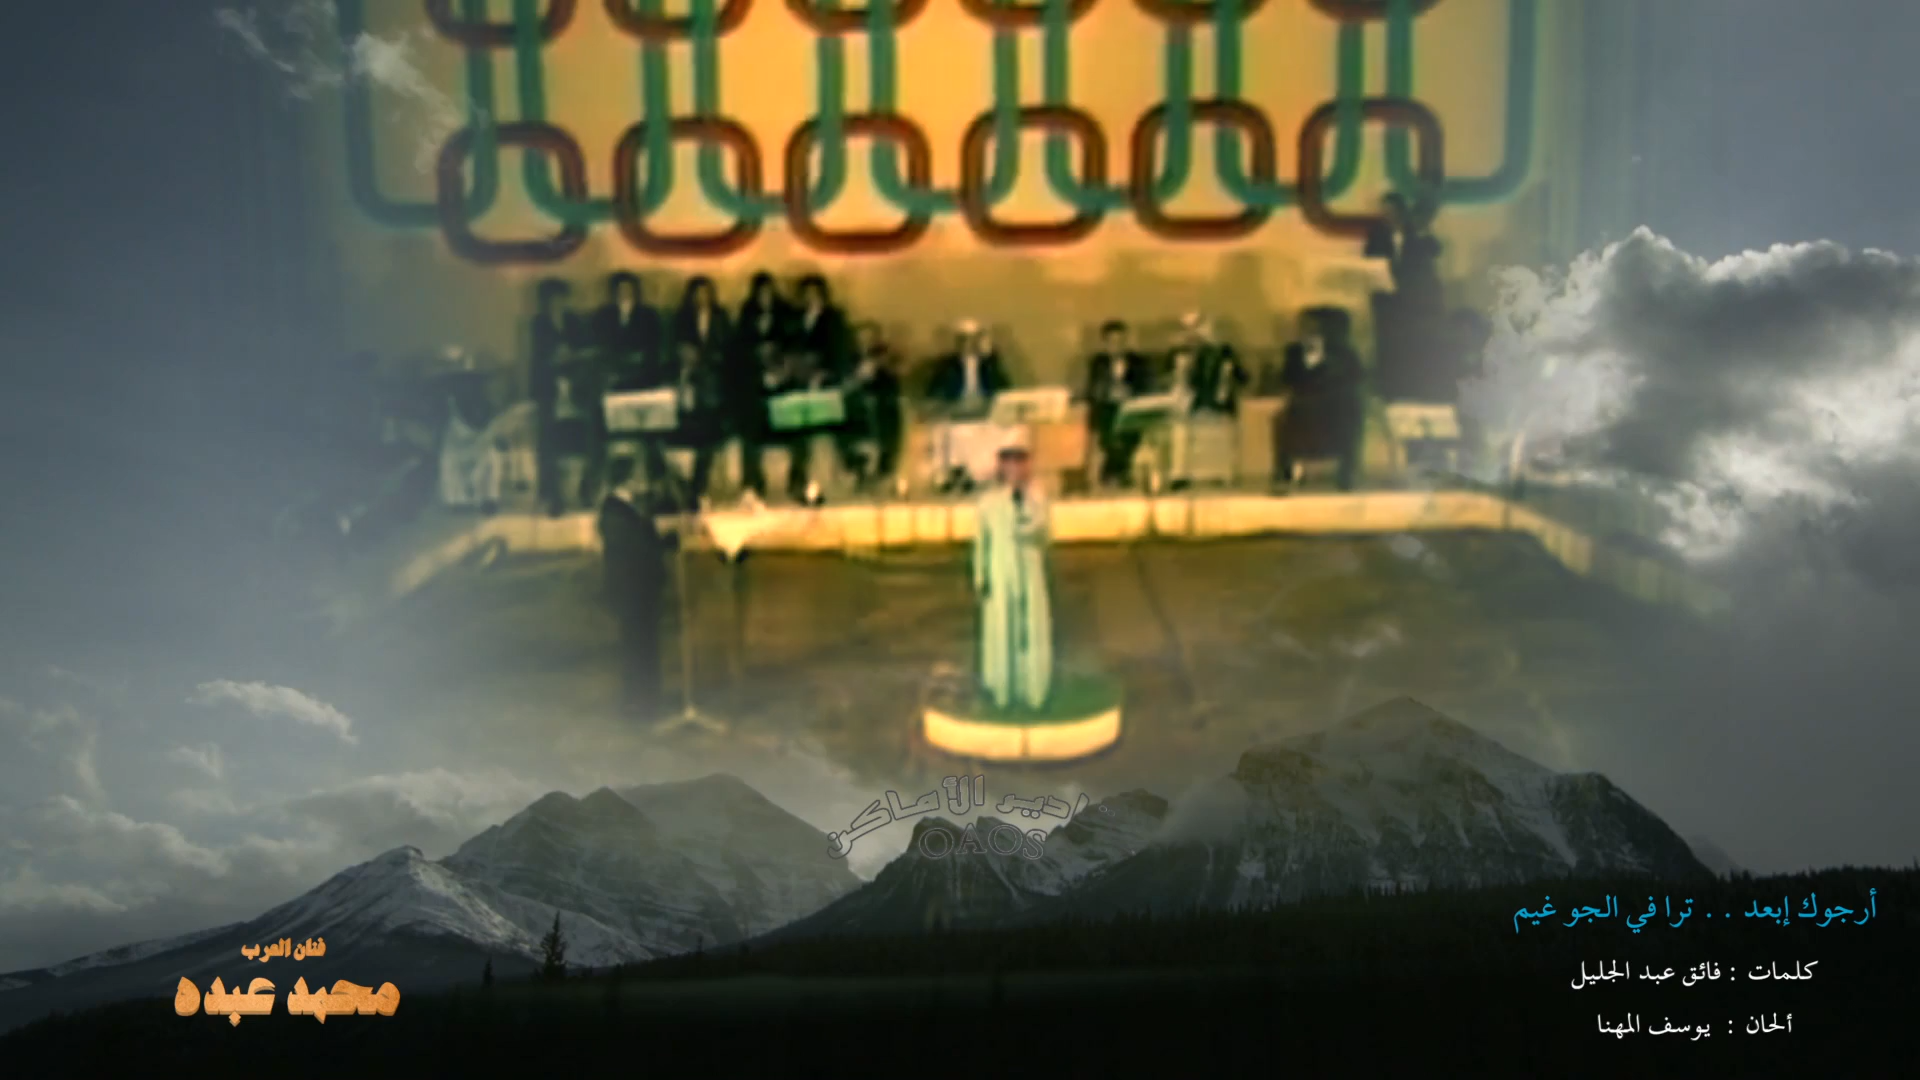 OAOS
أرجوك إبعد . . ترا في الجو غيم
كلمات : فائق عبد الجليل
ألحان : يوسف المهنا
فنان العرب
محمد عبده